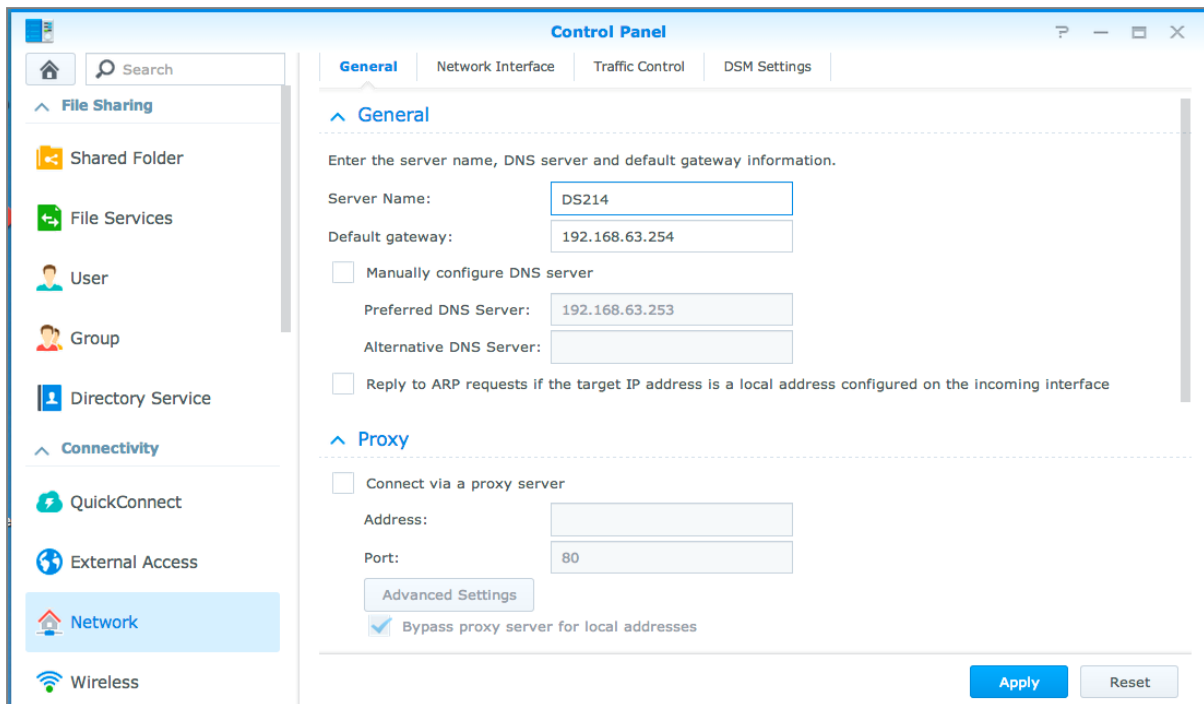 Control Panel
Search
General Network Interface Traffic Control DSM Settings
File Sharing
Shared Folder
File Services
User
Group
Directory Service
Connectivity
QuickConnect
External Access
Network
Wireless
General
Enter the server name, DNS server and default gateway information.
Server Name: DS214
Default gateway: 192.168.63.254
Manually configure DNS server
Preferred DNS Server: 192.168.63.253
Alternative DNS Server:
Reply to ARP requests if the target IP address is a local address configured on the incoming interface
Proxy
Connect via a proxy server
Address:
Port: 80
Advanced Settings
Bypass proxy server for local addresses
Apply Reset